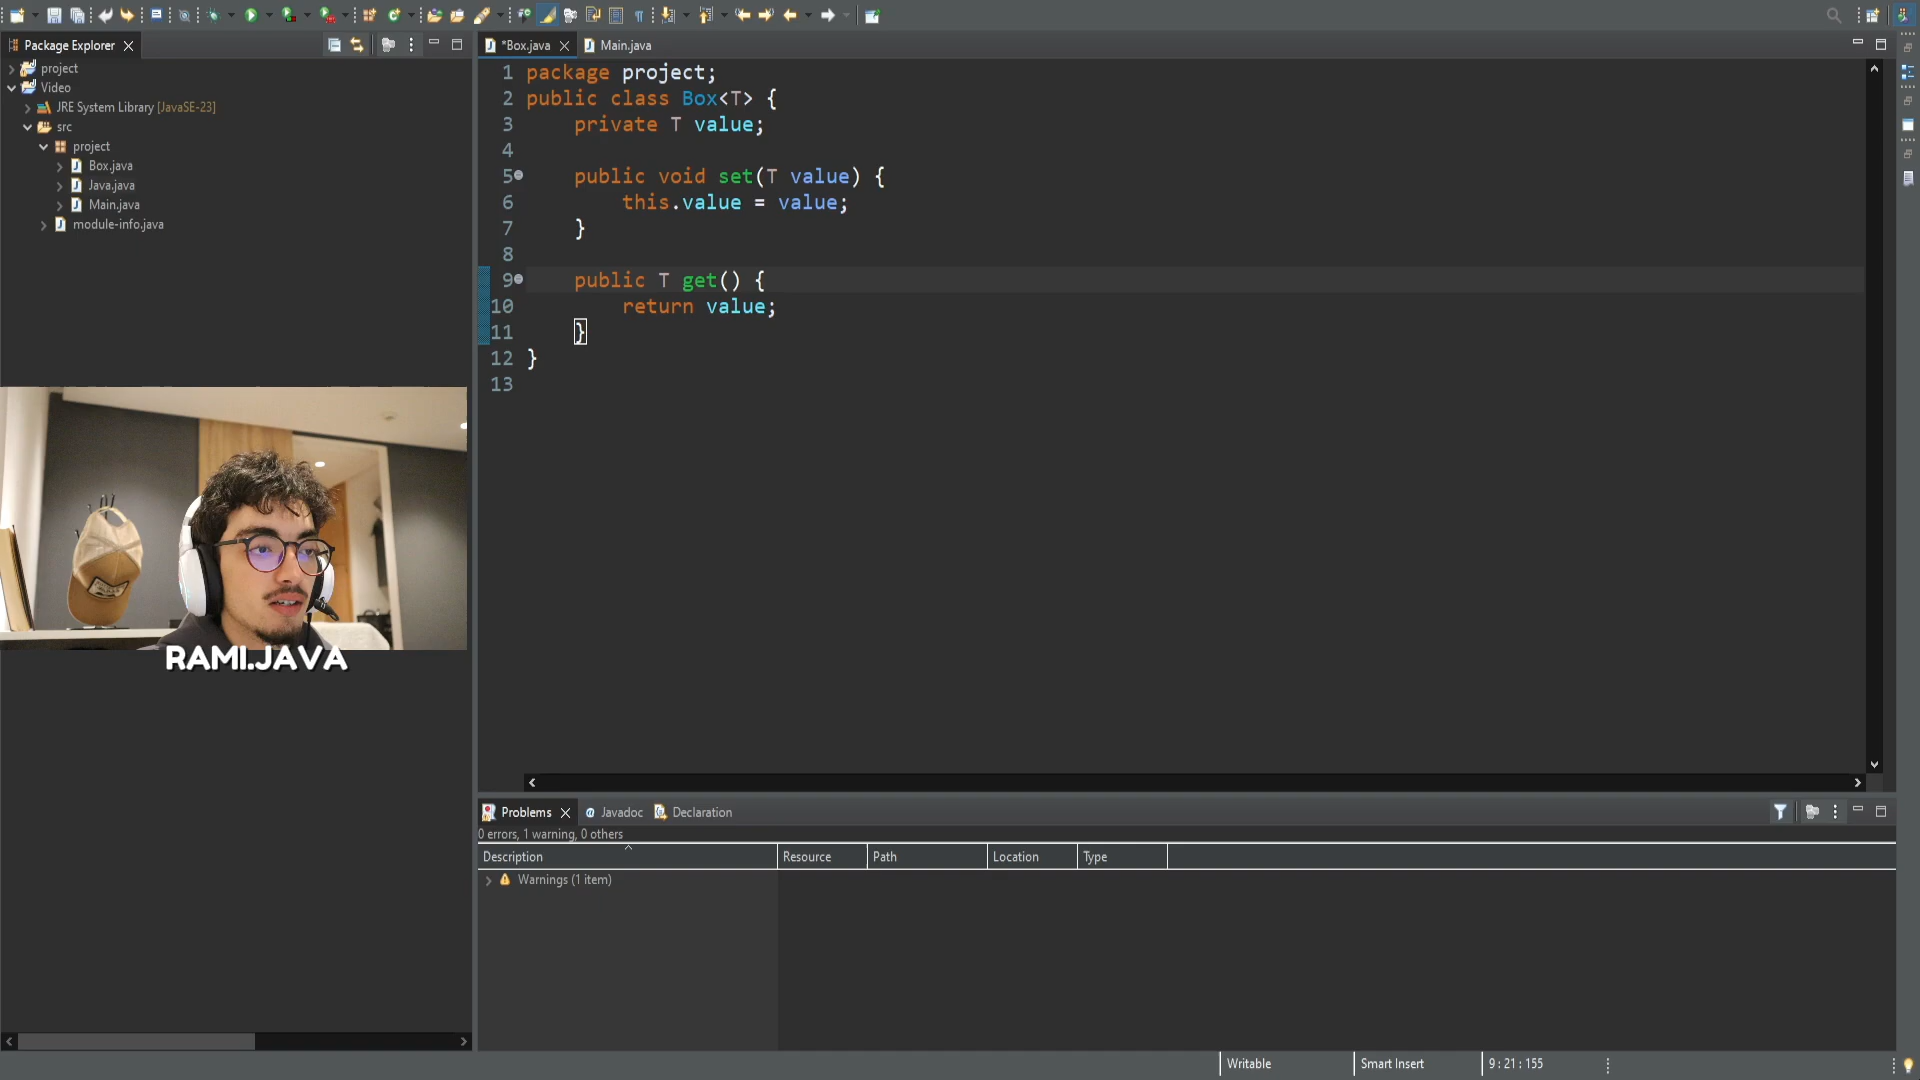 Package Explorer
project
Video
JRE System Library [JavaSE-23]
src
project
Box.java
Java.java
Main.java
module-info.java
RAMI.JAVA
*Box.java
Main.java
1 package project;
2 public class Box<T> {
3 private T value;
4
5 public void set(T value) {
6 this.value = value;
7 }
8
9 public T get() {
10 return value;
11 }
12 }
13
Problems
Javadoc
Declaration
0 errors, 1 warning, 0 others
Description Resource Path Location Type
Warnings (1 item)
Writable Smart Insert 9 : 21 : 155